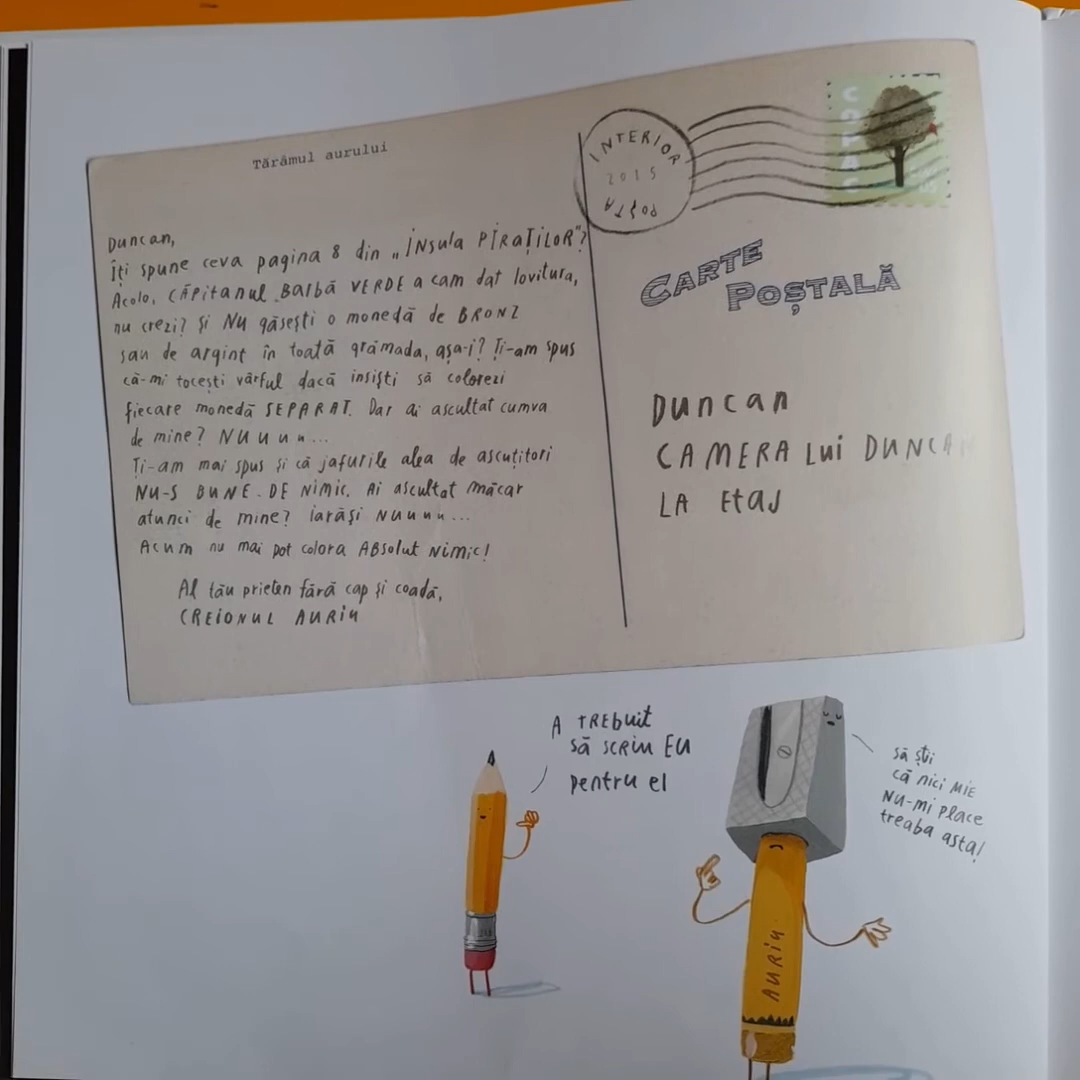 Tărâmul aurului
Duncan,
Îți spune ceva pagina 8 din „INSula PIRaȚILOR"?
Acolo, CĂPitanul BaRbă VERDE a cam dat lovitura,
nu crezi? Și NU găsești o monedă de BRONZ
sau de argint în toată grămada, așa-i? Ți-am spus
că-mi tocești vârful dacă insiști să colorezi
fiecare monedă SEPARAT. Dar ai ascultat cumva
de mine? NUuuu...
Ți-am mai spus și că jafurile alea de ascuțitori
NU-S BUNE DE Nimic. Ai ascultat măcar
atunci de mine? iarăși Nuuuu...
Acum nu mai pot colora ABSolut Nimic!
Al tău prieten fără cap și coadă,
CREIONUL AURIU
INTERIOR
2015
POȘTA
COPAC
CARTE
POȘTALĂ
Duncan
CAMERA Lui DUNCAN
LA EtaJ
A TREbuit
să scRiu EU
pentru el
să știi
că nici MIE
NU-mi place
treaba asta!
AURIU